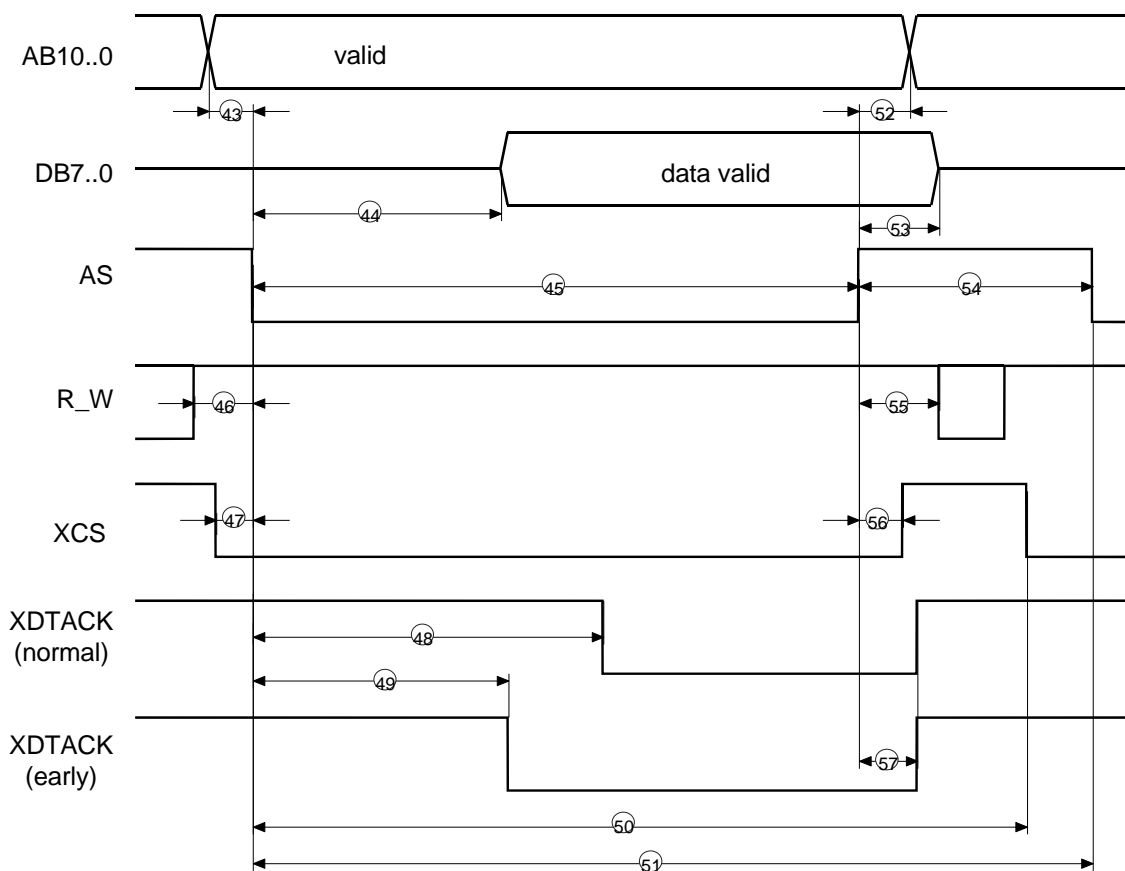 AB10..0
valid
43
52
DB7..0
data valid
44
53
AS
45
54
R_W
46
55
XCS
47
56
XDTACK
(normal)
48
49
XDTACK
(early)
57
50
51